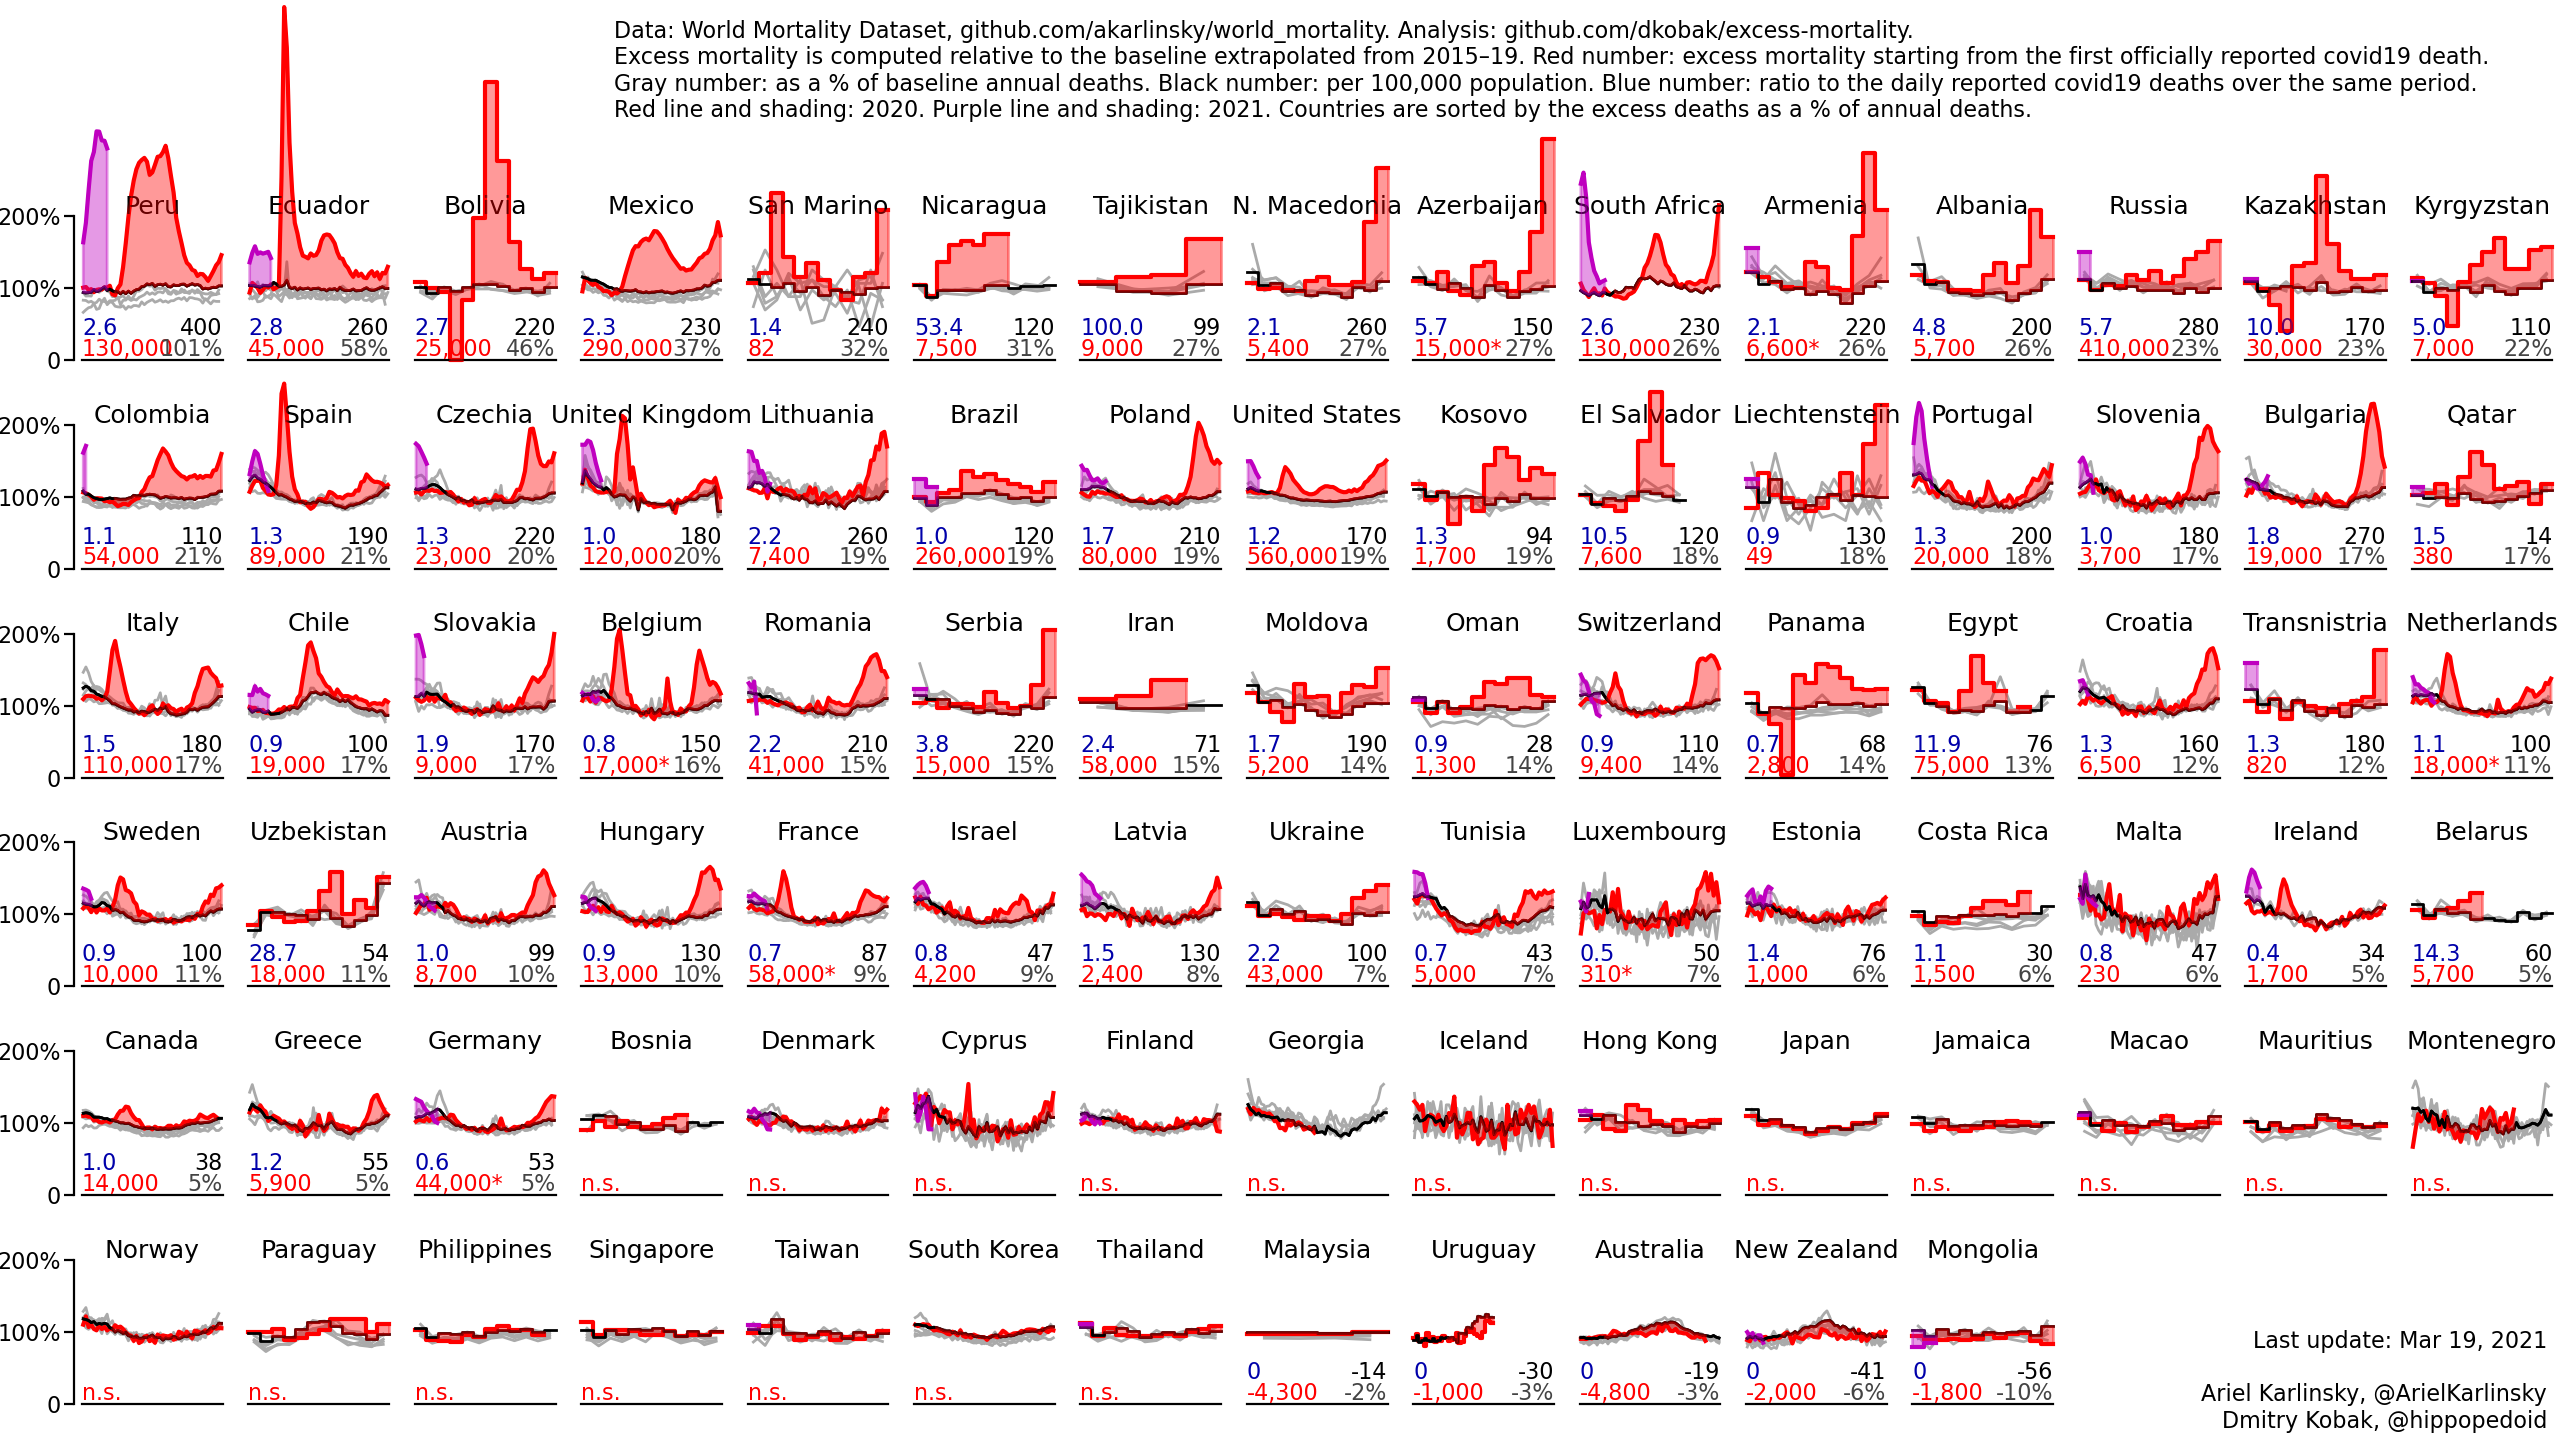 Data: World Mortality Dataset, github.com/akarlinsky/world_mortality. Analysis: github.com/dkobak/excess-mortality.
Excess mortality is computed relative to the baseline extrapolated from 2015–19. Red number: excess mortality starting from the first officially reported covid19 death.
Gray number: as a % of baseline annual deaths. Black number: per 100,000 population. Blue number: ratio to the daily reported covid19 deaths over the same period.
Red line and shading: 2020. Purple line and shading: 2021. Countries are sorted by the excess deaths as a % of annual deaths.
200% Peru Ecuador Bolivia Mexico San Marino Nicaragua Tajikistan N. Macedonia Azerbaijan South Africa Armenia Albania Russia Kazakhstan Kyrgyzstan
100%
2.6 400 2.8 260 2.7 220 2.3 230 1.4 240 53.4 120 100.0 99 2.1 260 5.7 150 2.6 230 2.1 220 4.8 200 5.7 280 10.0 170 5.0 110
0 130,000 101% 45,000 58% 25,000 46% 290,000 37% 82 32% 7,500 31% 9,000 27% 5,400 27% 15,000* 27% 130,000 26% 6,600* 26% 5,700 26% 410,000 23% 30,000 23% 7,000 22%
200% Colombia Spain Czechia United Kingdom Lithuania Brazil Poland United States Kosovo El Salvador Liechtenstein Portugal Slovenia Bulgaria Qatar
100%
1.1 110 1.3 190 1.3 220 1.0 180 2.2 260 1.0 120 1.7 210 1.2 170 1.3 94 10.5 120 0.9 130 1.3 200 1.0 180 1.8 270 1.5 14
0 54,000 21% 89,000 21% 23,000 20% 120,000 20% 7,400 19% 260,000 19% 80,000 19% 560,000 19% 1,700 19% 7,600 18% 49 18% 20,000 18% 3,700 17% 19,000 17% 380 17%
200% Italy Chile Slovakia Belgium Romania Serbia Iran Moldova Oman Switzerland Panama Egypt Croatia Transnistria Netherlands
100%
1.5 180 0.9 100 1.9 170 0.8 150 2.2 210 3.8 220 2.4 71 1.7 190 0.9 28 0.9 110 0.7 68 11.9 76 1.3 160 1.3 180 1.1 100
0 110,000 17% 19,000 17% 9,000 17% 17,000* 16% 41,000 15% 15,000 15% 58,000 15% 5,200 14% 1,300 14% 9,400 14% 2,800 14% 75,000 13% 6,500 12% 820 12% 18,000* 11%
200% Sweden Uzbekistan Austria Hungary France Israel Latvia Ukraine Tunisia Luxembourg Estonia Costa Rica Malta Ireland Belarus
100%
0.9 100 28.7 54 1.0 99 0.9 130 0.7 87 0.8 47 1.5 130 2.2 100 0.7 43 0.5 50 1.4 76 1.1 30 0.8 47 0.4 34 14.3 60
0 10,000 11% 18,000 11% 8,700 10% 13,000 10% 58,000* 9% 4,200 9% 2,400 8% 43,000 7% 5,000 7% 310* 7% 1,000 6% 1,500 6% 230 6% 1,700 5% 5,700 5%
200% Canada Greece Germany Bosnia Denmark Cyprus Finland Georgia Iceland Hong Kong Japan Jamaica Macao Mauritius Montenegro
100%
1.0 38 1.2 55 0.6 53
0 14,000 5% 5,900 5% 44,000* 5% n.s. n.s. n.s. n.s. n.s. n.s. n.s. n.s. n.s. n.s. n.s. n.s.
200% Norway Paraguay Philippines Singapore Taiwan South Korea Thailand Malaysia Uruguay Australia New Zealand Mongolia
100%
0 -14 0 -30 0 -19 0 -41 0 -56
0 n.s. n.s. n.s. n.s. n.s. n.s. n.s. -4,300 -2% -1,000 -3% -4,800 -3% -2,000 -6% -1,800 -10%
Last update: Mar 19, 2021
Ariel Karlinsky, @ArielKarlinsky
Dmitry Kobak, @hippopedoid